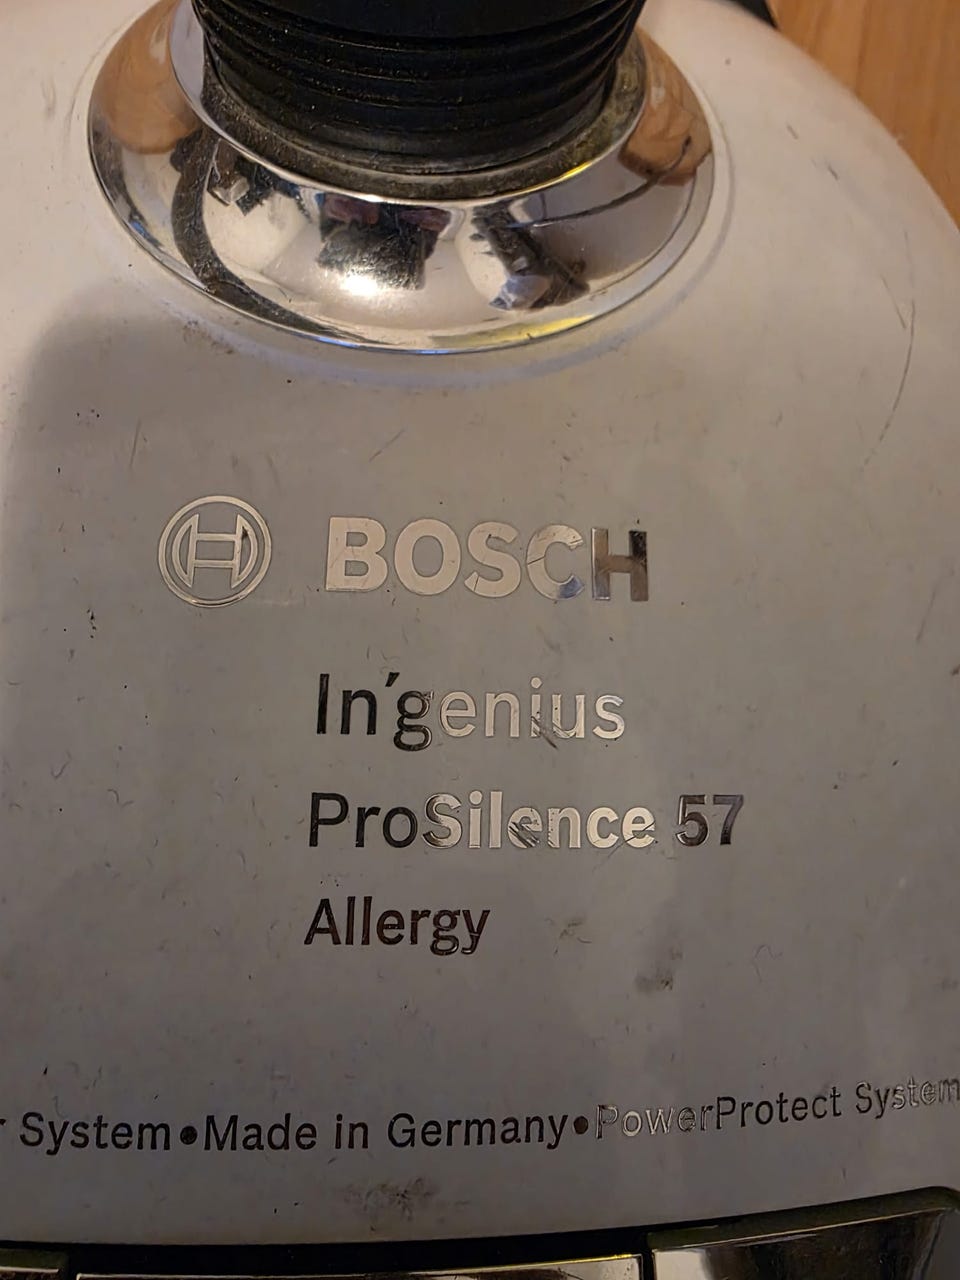 BOSCH
In'genius
ProSilence 57
Allergy
System•Made in Germany•PowerProtect System